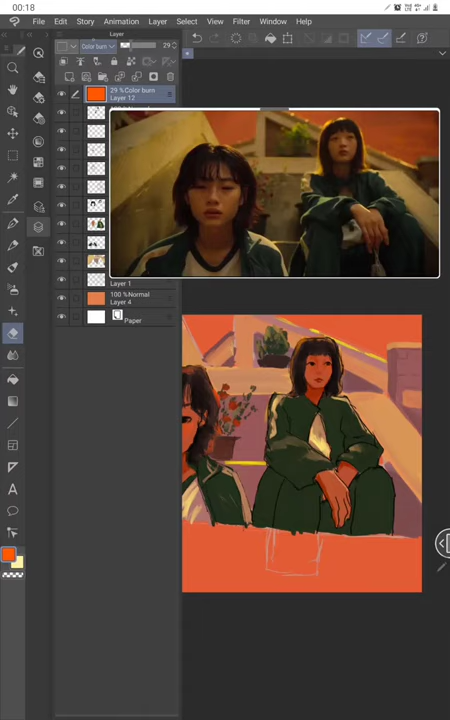 00:18
File Edit Story Animation Layer Select View Filter Window Help
Layer
Color burn 29
29 %Color burn
Layer 12
Layer 1
100 %Normal
Layer 4
Paper